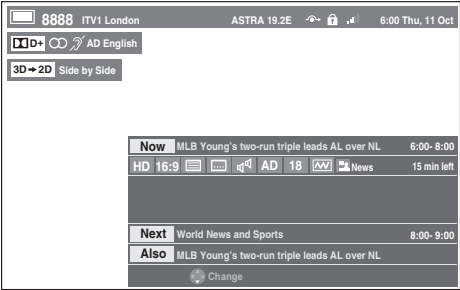 8888 ITV1 London ASTRA 19.2E 6:00 Thu, 11 Oct
D+ AD English
3D➔2D Side by Side
Now MLB Young's two-run triple leads AL over NL 6:00- 8:00
HD 16:9 AD 18 News 15 min left
Next World News and Sports 8:00- 9:00
Also MLB Young's two-run triple leads AL over NL
Change